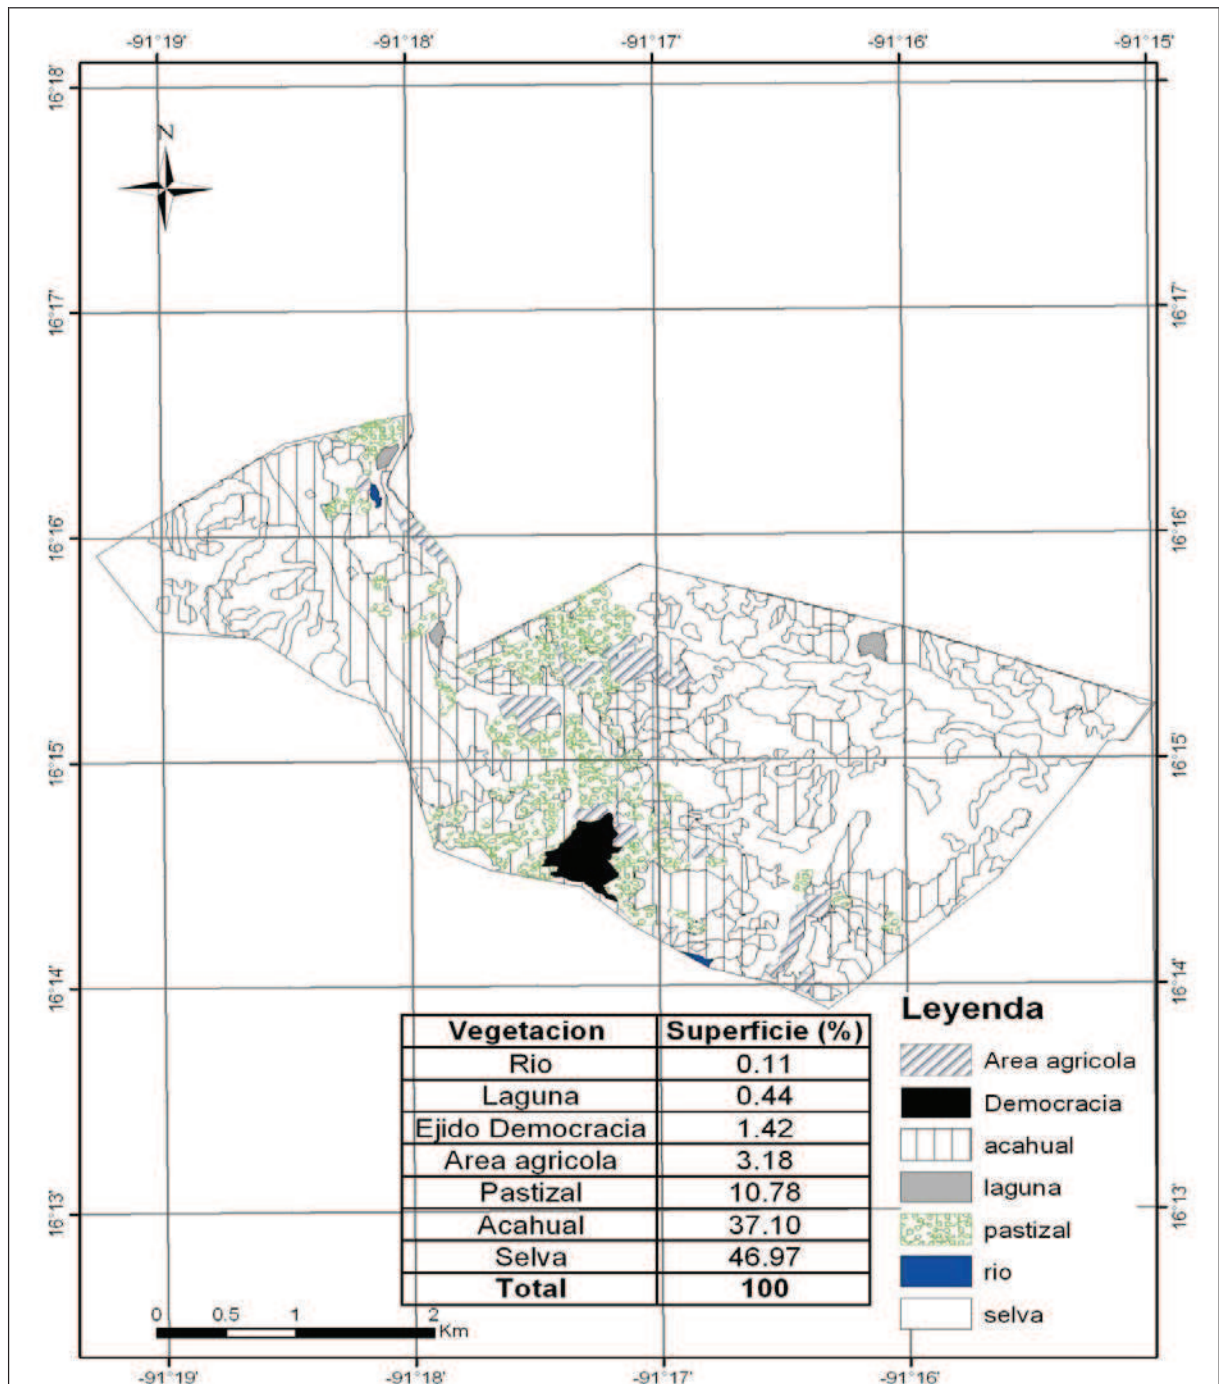 -91°19' -91°18' -91°17' -91°16' -91°15'
16°18'
N
16°17' 16°17'
16°16' 16°16'
16°15' 16°15'
16°14' 16°14'
Leyenda
Area agricola
Democracia
acahual
laguna
pastizal
rio
selva
Vegetacion Superficie (%)
Rio 0.11
Laguna 0.44
Ejido Democracia 1.42
Area agricola 3.18
Pastizal 10.78
Acahual 37.10
Selva 46.97
Total 100
16°13' 16°13'
0 0.5 1 2
Km
-91°19' -91°18' -91°17' -91°16'